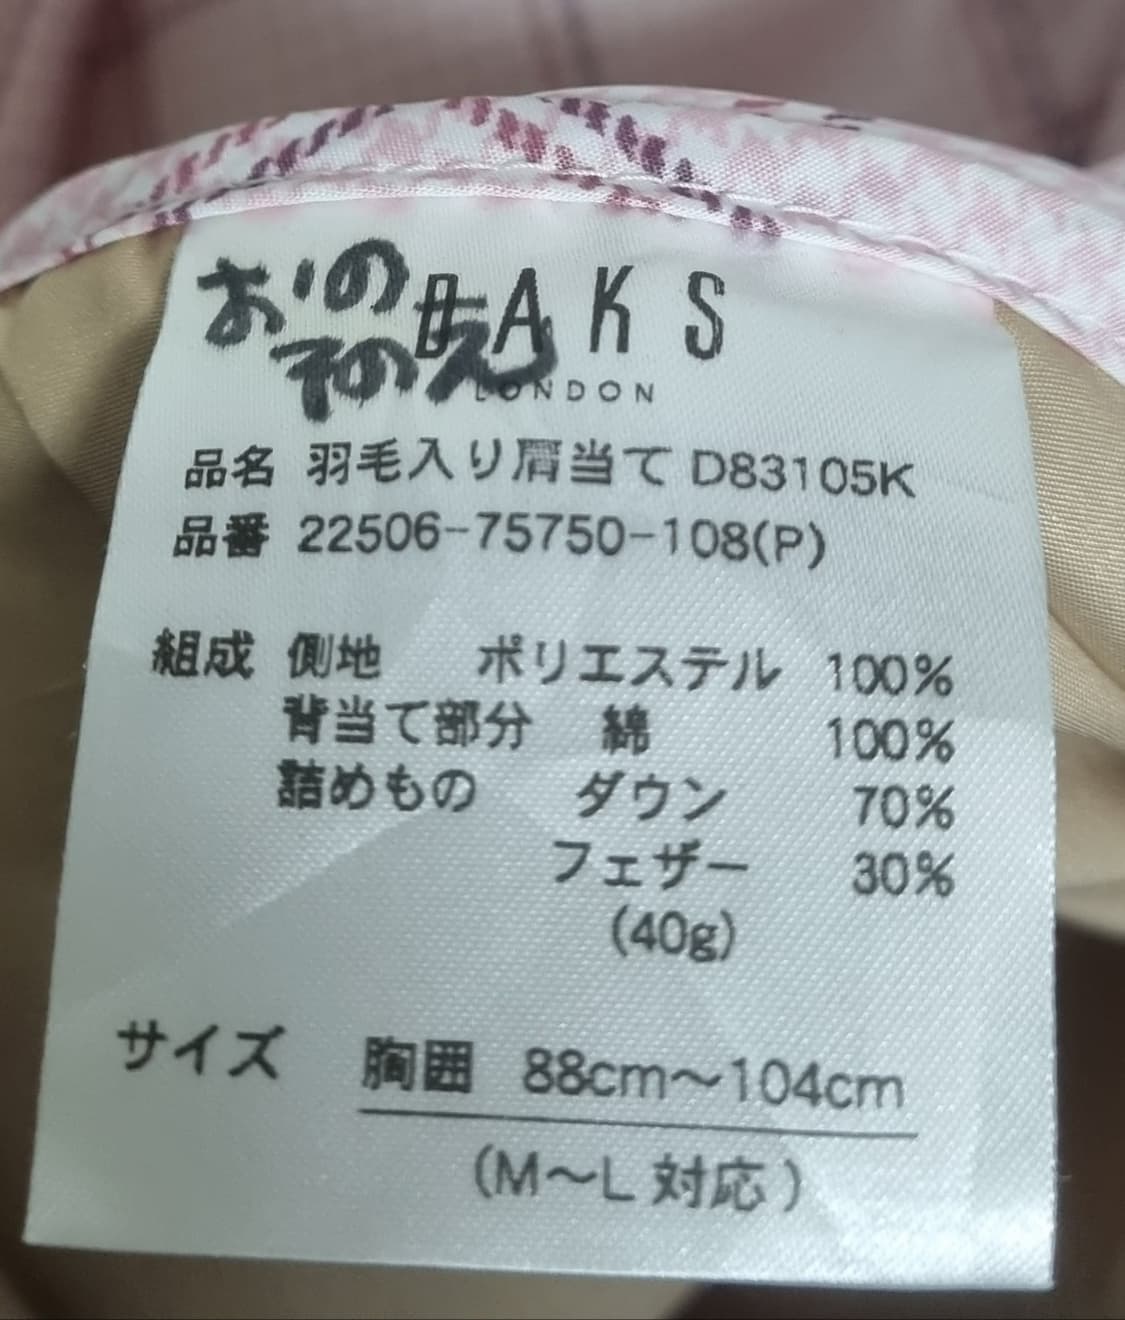 おの
DAKS
LONDON
品名 羽毛入り肩当て D83105K
品番 22506-75750-108(P)
組成 側地 ポリエステル 100%
背当て部分 綿 100%
詰めもの ダウン 70%
フェザー 30%
(40g)
サイズ 胸囲 88cm～104cm
(M～L 対応)